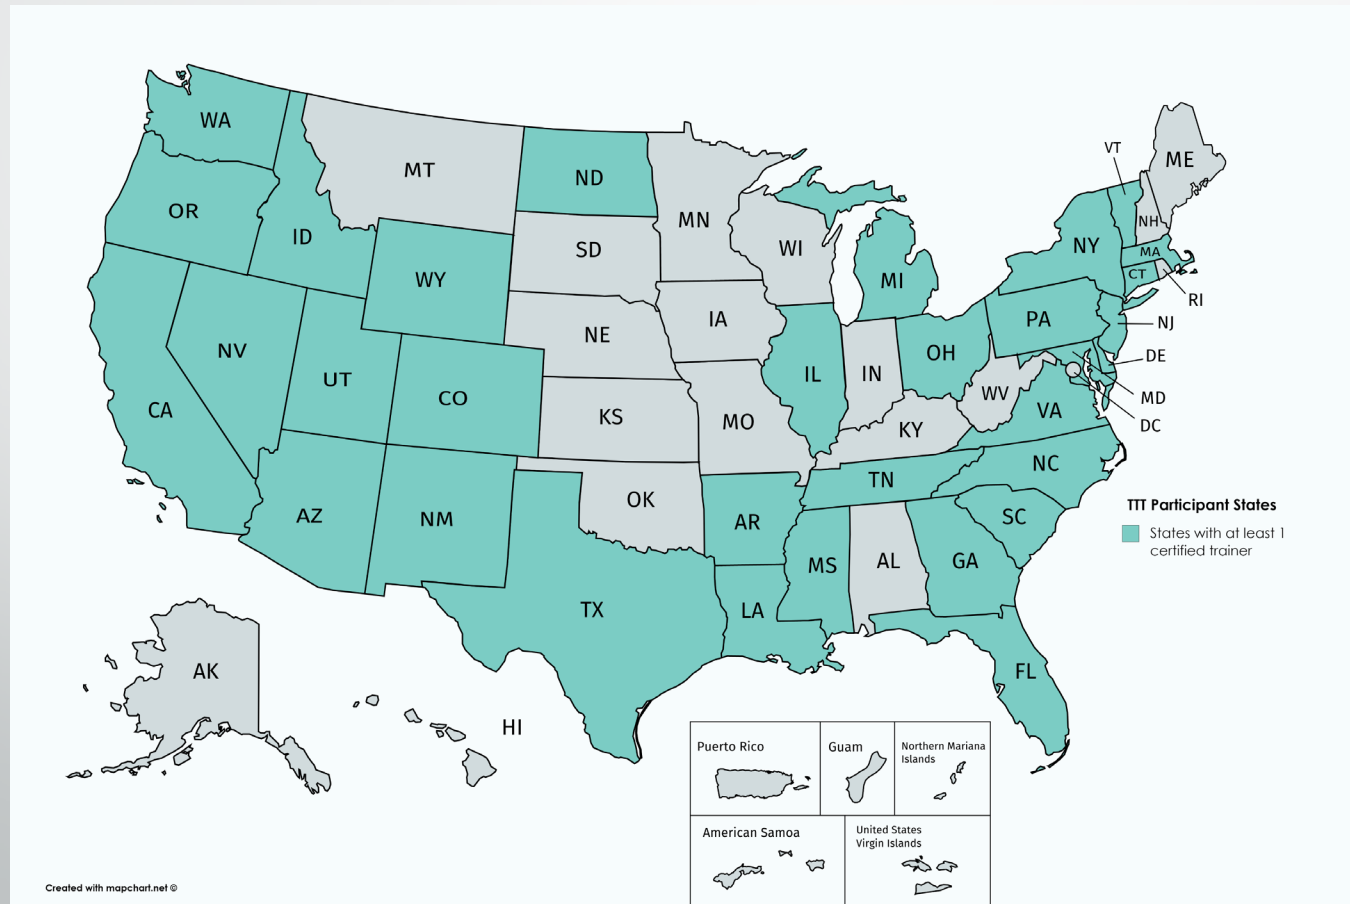 WA
MT
ND
VT
ME
OR
ID
MN
NH
SD
WI
NY
MA
WY
MI
CT
RI
NE
IA
PA
NJ
NV
OH
DE
UT
IL
IN
CO
WV
MD
CA
KS
MO
VA
DC
KY
NC
TN
AZ
NM
OK
AR
SC
TTT Participant States
States with at least 1
certified trainer
MS
AL
GA
TX
LA
AK
FL
HI
Puerto Rico
Guam
Northern Mariana
Islands
American Samoa
United States
Virgin Islands
Created with mapchart.net ©